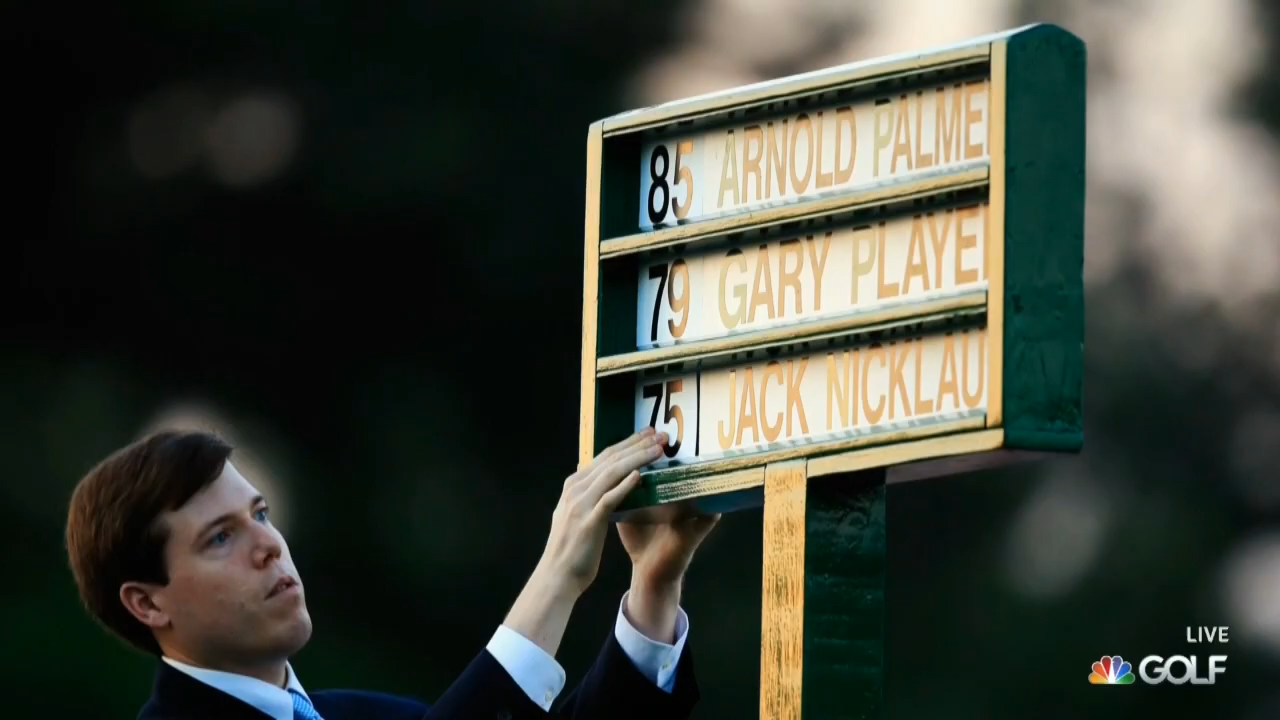 85 ARNOLD PALME
79 GARY PLAYE
75 JACK NICKLAU
LIVE
GOLF